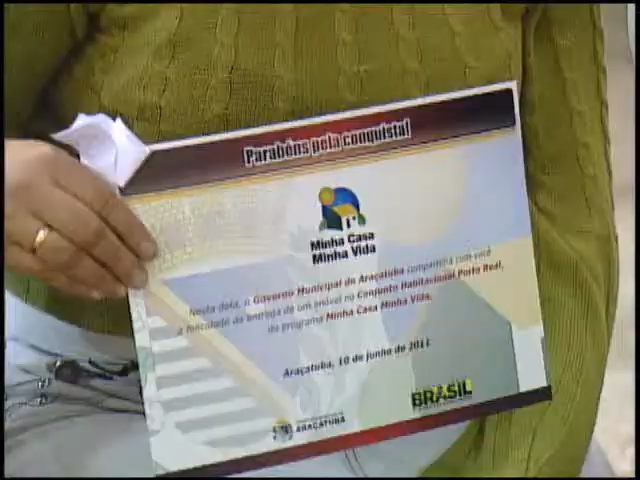 Parabéns pela conquista!
Minha Casa
Minha Vida
Nesta data, o Governo Municipal de Araçatuba compartilha com você
a felicidade da entrega de um imóvel no Conjunto Habitacional Porto Real,
do programa Minha Casa Minha Vida.
Araçatuba, 10 de junho de 2011
ARAÇATUBA
BRASIL